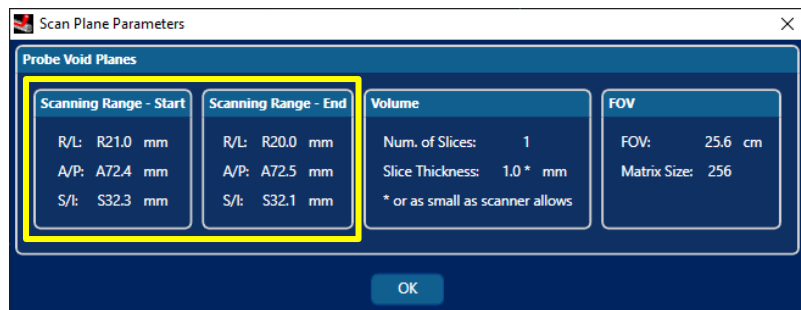 Scan Plane Parameters
Probe Void Planes
Scanning Range - Start
R/L: R21.0 mm
A/P: A72.4 mm
S/I: S32.3 mm
Scanning Range - End
R/L: R20.0 mm
A/P: A72.5 mm
S/I: S32.1 mm
Volume
Num. of Slices: 1
Slice Thickness: 1.0 * mm
* or as small as scanner allows
FOV
FOV: 25.6 cm
Matrix Size: 256
OK